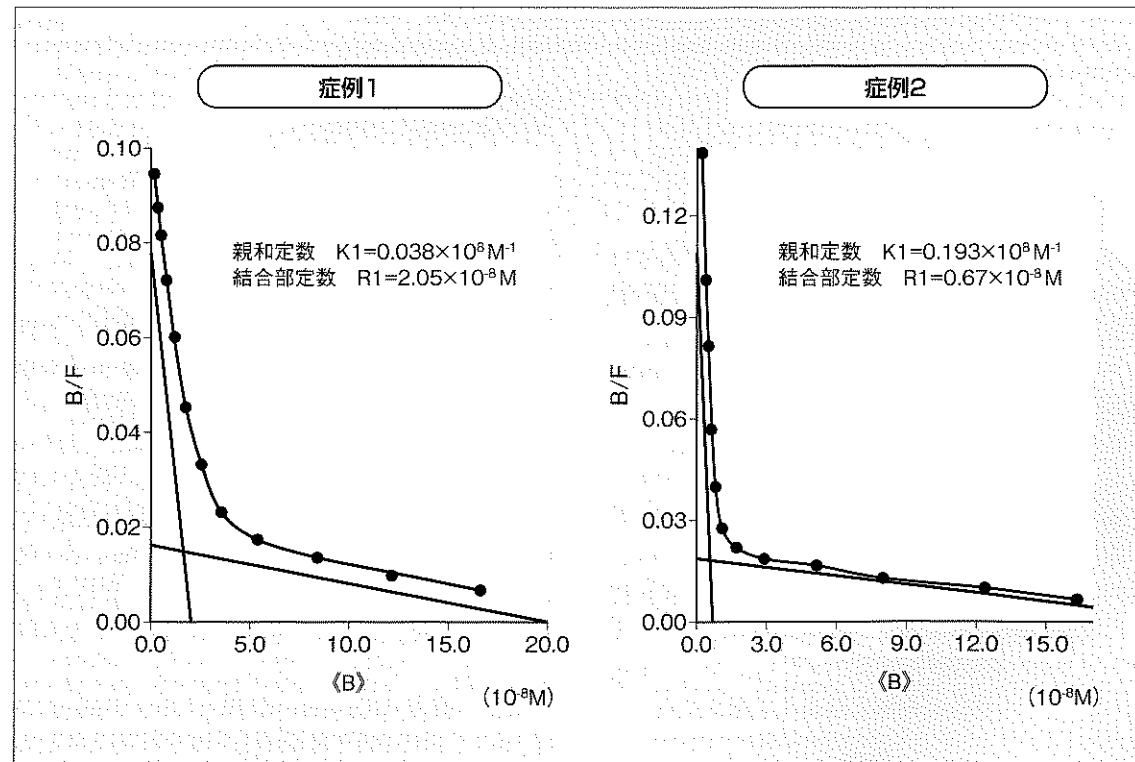 症例1
0.10
0.08
0.06
0.04
0.02
0.00
B/F
親和定数 K1=0.038×10⁸M⁻¹
結合部定数 R1=2.05×10⁻⁸M
0.0 5.0 10.0 15.0 20.0
《B》
(10⁻⁸M)
症例2
0.12
0.09
0.06
0.03
0.00
B/F
親和定数 K1=0.193×10⁸M⁻¹
結合部定数 R1=0.67×10⁻⁸M
0.0 3.0 6.0 9.0 12.0 15.0
《B》
(10⁻⁸M)